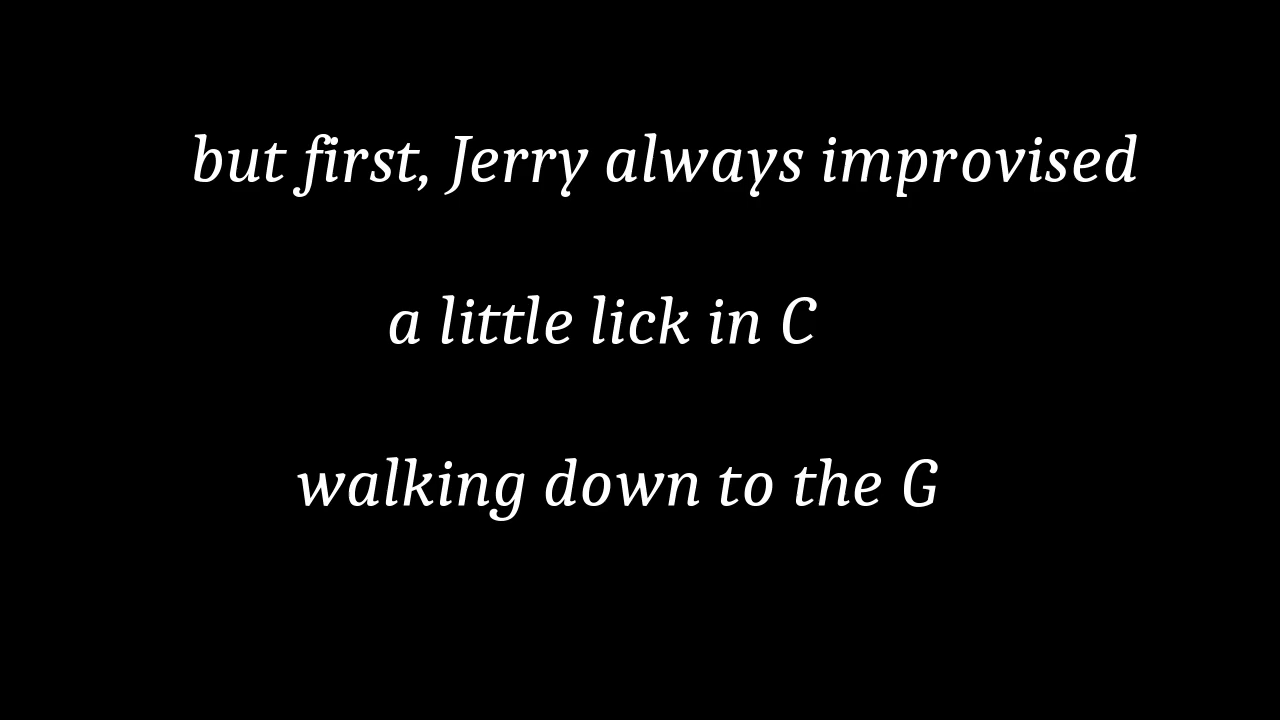 but first, Jerry always improvised
a little lick in C
walking down to the G